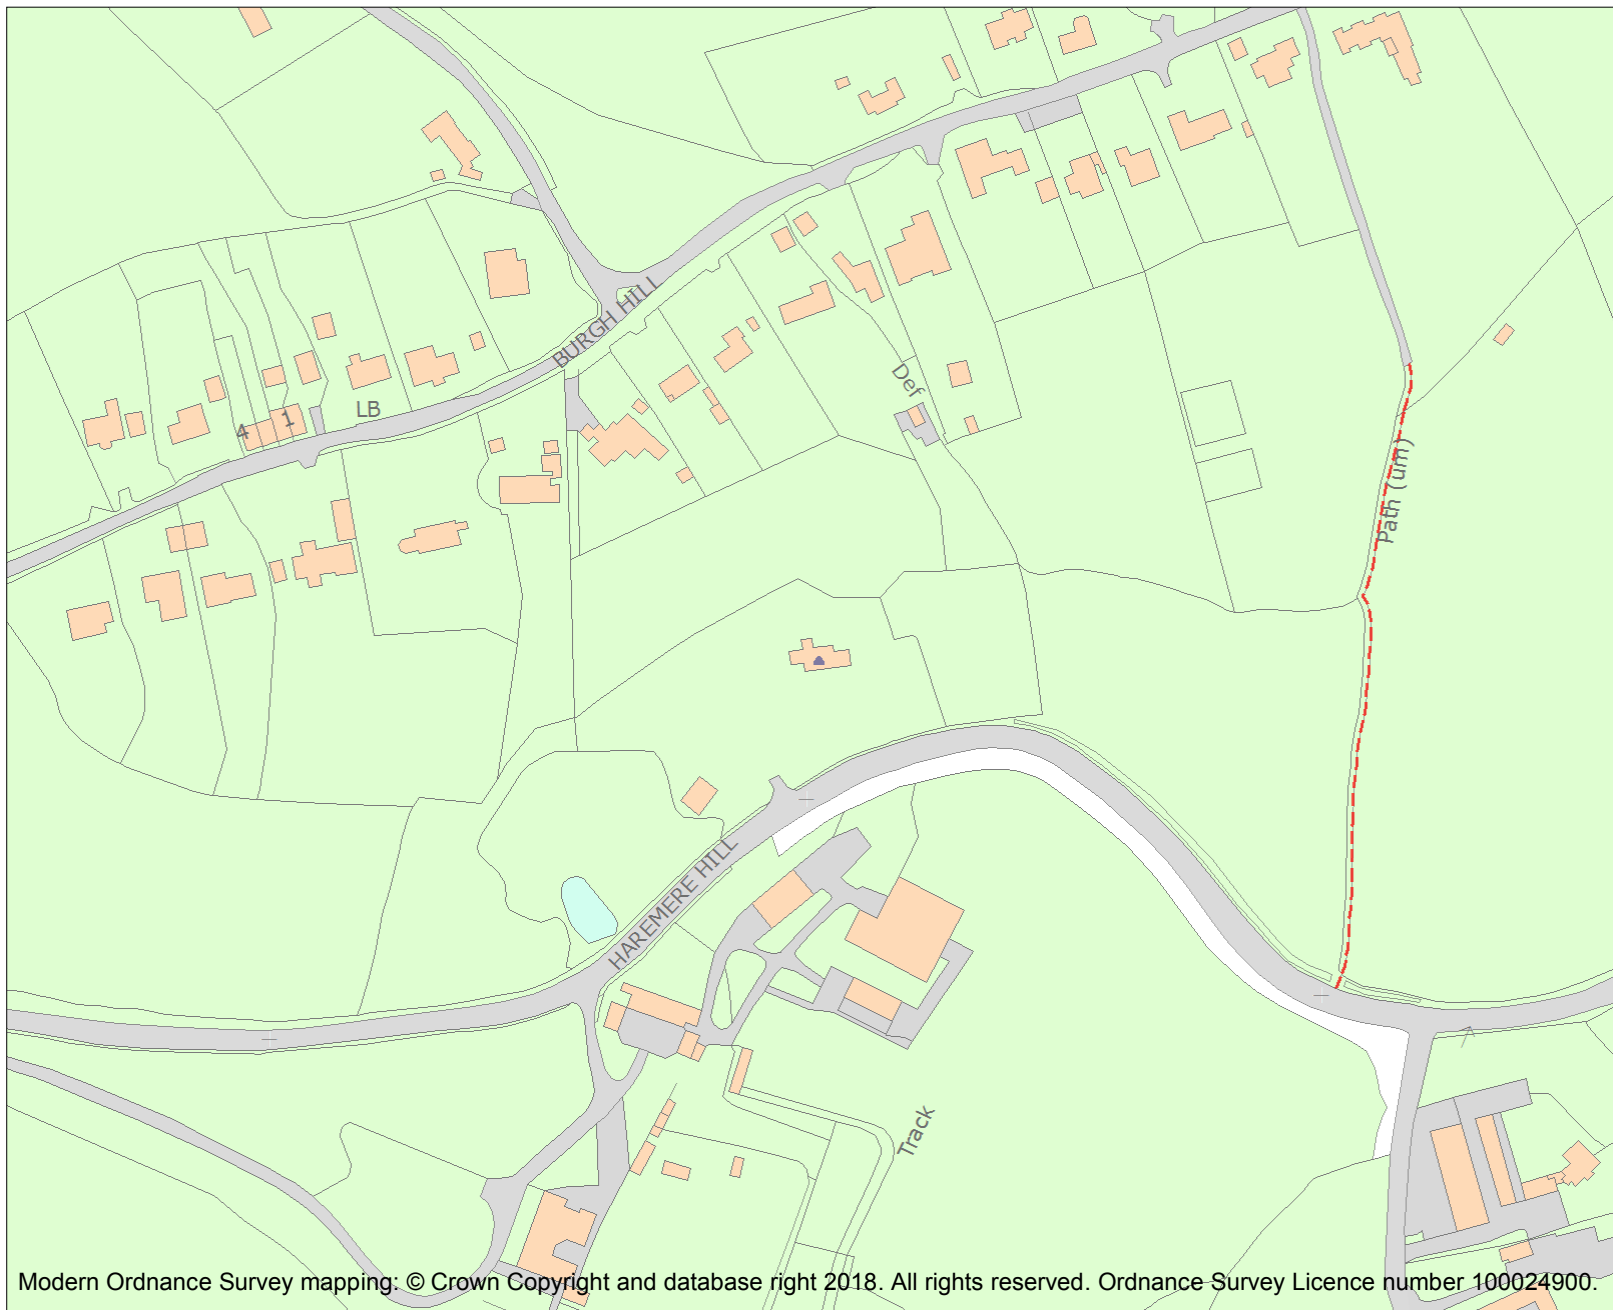 BURGH HILL
Def
LB
4
1
Path (um)
HAREMERE HILL
Track
Modern Ordnance Survey mapping: © Crown Copyright and database right 2018. All rights reserved. Ordnance Survey Licence number 100024900.